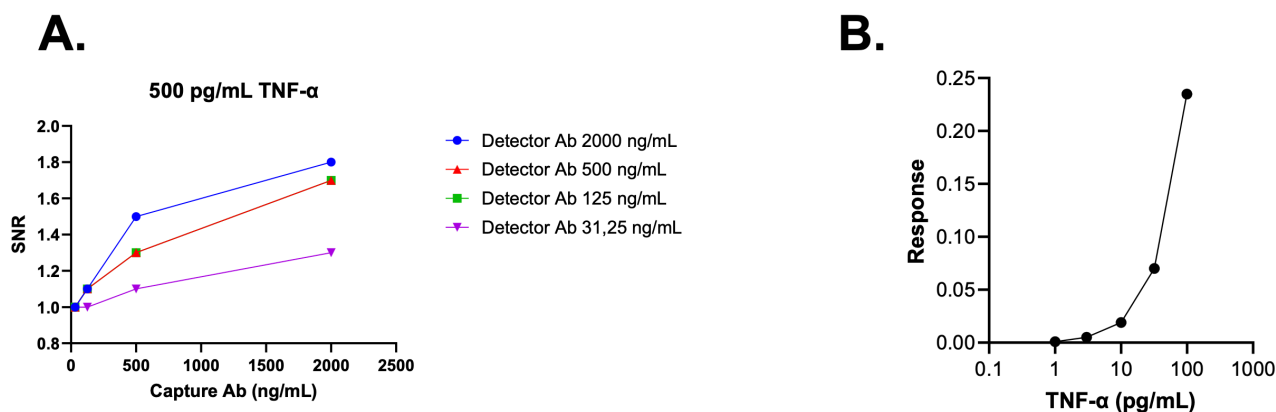 A.
500 pg/mL TNF-α
SNR
2.0
1.8
1.6
1.4
1.2
1.0
0.8
0 500 1000 1500 2000 2500
Capture Ab (ng/mL)
Detector Ab 2000 ng/mL
Detector Ab 500 ng/mL
Detector Ab 125 ng/mL
Detector Ab 31,25 ng/mL
B.
Response
0.25
0.20
0.15
0.10
0.05
0.00
0.1 1 10 100 1000
TNF-α (pg/mL)